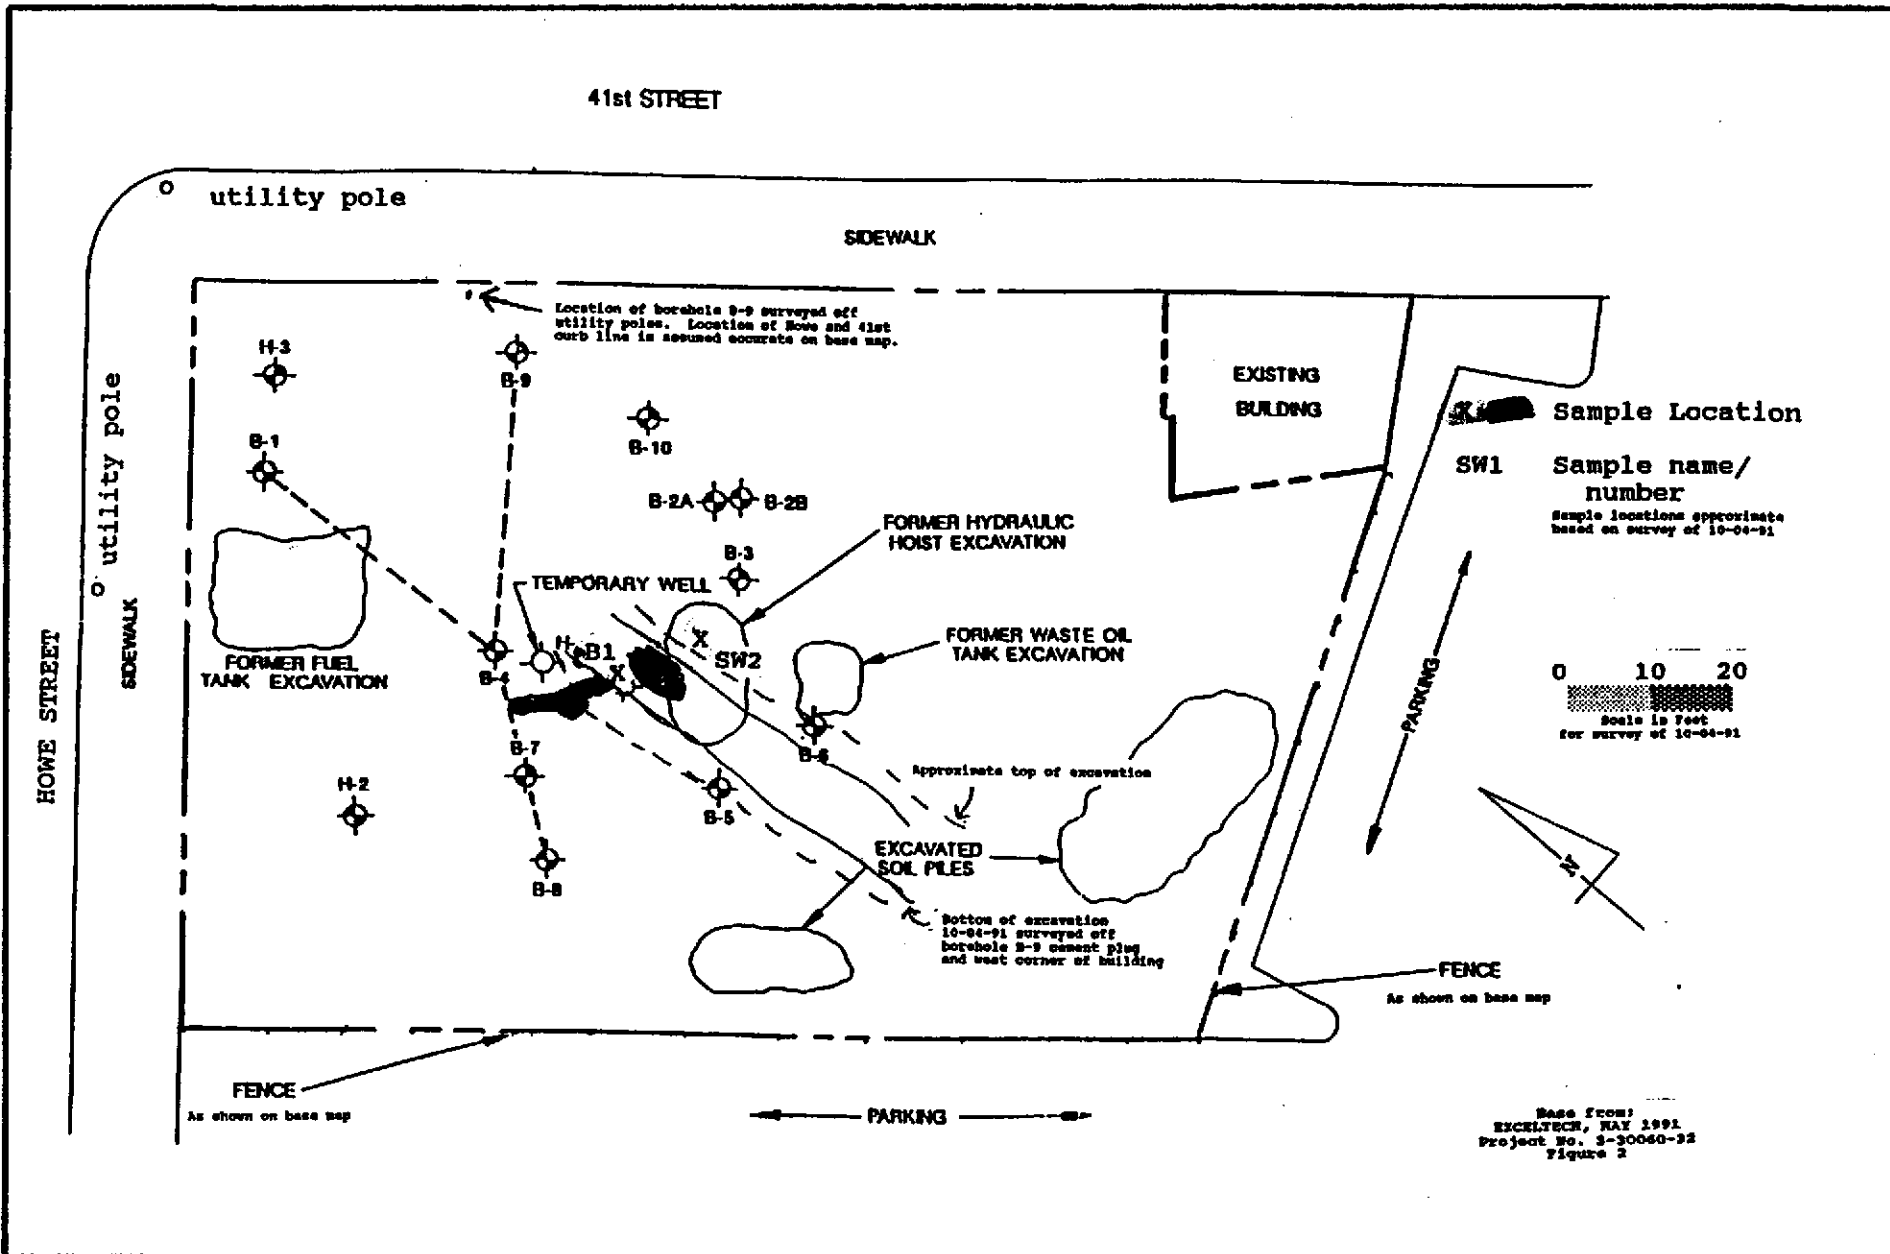 41st STREET
utility pole
SIDEWALK
Location of borehole B-9 surveyed off
utility poles. Location of Howe and 41st
curb line is assumed accurate on base map.
H-3
B-9
EXISTING
BUILDING
X
Sample Location
B-1
B-10
SW1
Sample name/
number
Sample locations approximate
based on survey of 10-04-91
utility pole
B-2A
B-2B
FORMER HYDRAULIC
HOIST EXCAVATION
B-3
TEMPORARY WELL
SIDEWALK
HOWE STREET
FORMER FUEL
TANK EXCAVATION
B-4
B1
X
X
SW2
FORMER WASTE OIL
TANK EXCAVATION
PARKING
0 10 20
Scale in Feet
for survey of 10-04-91
B-7
B-6
Approximate top of excavation
H-2
B-5
EXCAVATED
SOIL PILES
B-8
N
Bottom of excavation
10-04-91 surveyed off
borehole B-9 cement plug
and west corner of building
FENCE
As shown on base map
FENCE
As shown on base map
PARKING
Base from:
EXCELTECH, MAY 1991
Project No. S-30060-32
Figure 2